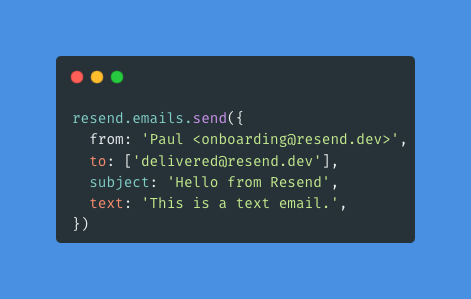 resend.emails.send({
  from: 'Paul <onboarding@resend.dev>',
  to: ['delivered@resend.dev'],
  subject: 'Hello from Resend',
  text: 'This is a text email.',
})